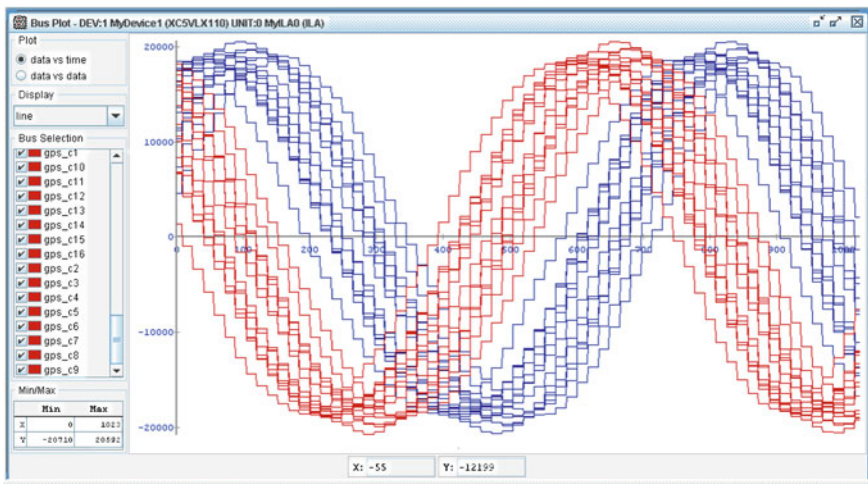 Bus Plot - DEV:1 MyDevice1 (XC5VLX110) UNIT:0 MyILA0 (ILA)
Plot
data vs time
data vs data
Display
line
Bus Selection
gps_c1
gps_c10
gps_c11
gps_c12
gps_c13
gps_c14
gps_c15
gps_c16
gps_c2
gps_c3
gps_c4
gps_c5
gps_c6
gps_c7
gps_c8
gps_c9
Min/Max
Min Max
X 0 1023
Y -20710 20592
20000
10000
0
-10000
-20000
0 100 200 300 500 600 700 900
X: -55 Y: -12199